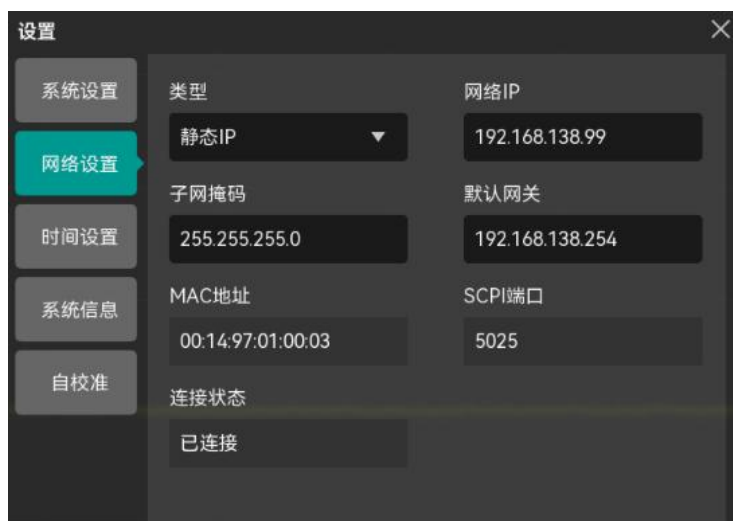 设置
系统设置
网络设置
时间设置
系统信息
自校准
类型
静态IP
网络IP
192.168.138.99
子网掩码
255.255.255.0
默认网关
192.168.138.254
MAC地址
00:14:97:01:00:03
SCPI端口
5025
连接状态
已连接